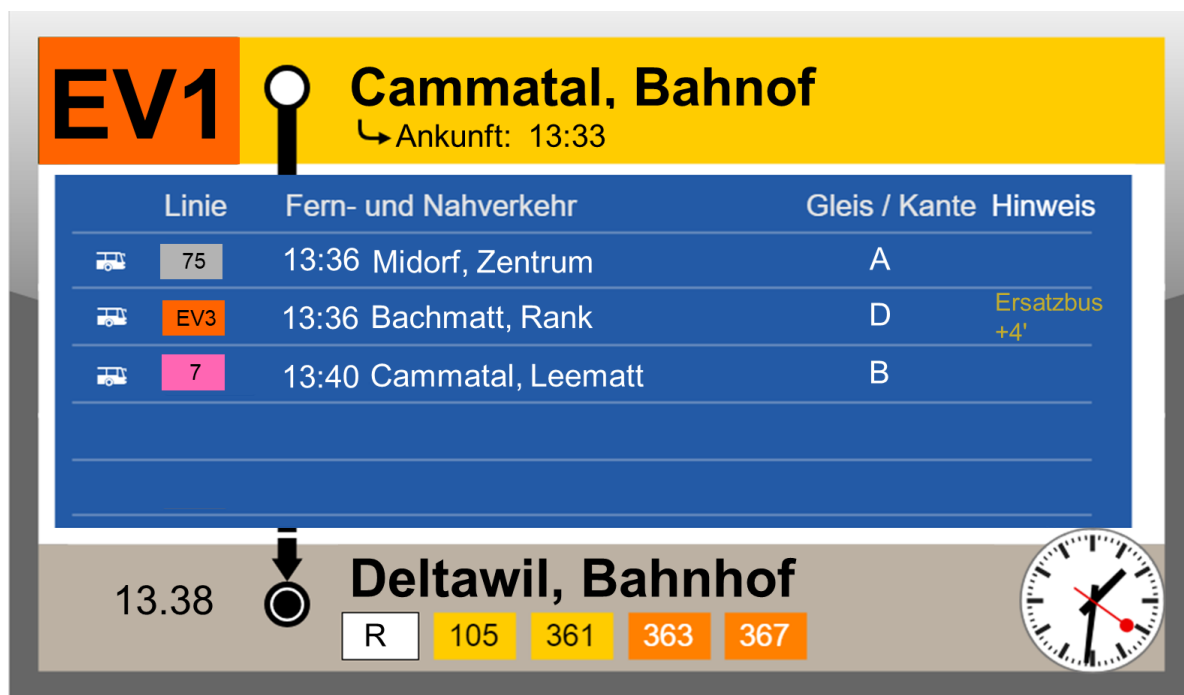 EV1
Cammatal, Bahnof
Ankunft: 13:33
Linie Fern- und Nahverkehr Gleis / Kante Hinweis
75 13:36 Midorf, Zentrum A
EV3 13:36 Bachmatt, Rank D Ersatzbus
+4'
7 13:40 Cammatal, Leematt B
13.38 Deltawil, Bahnhof
R 105 361 363 367